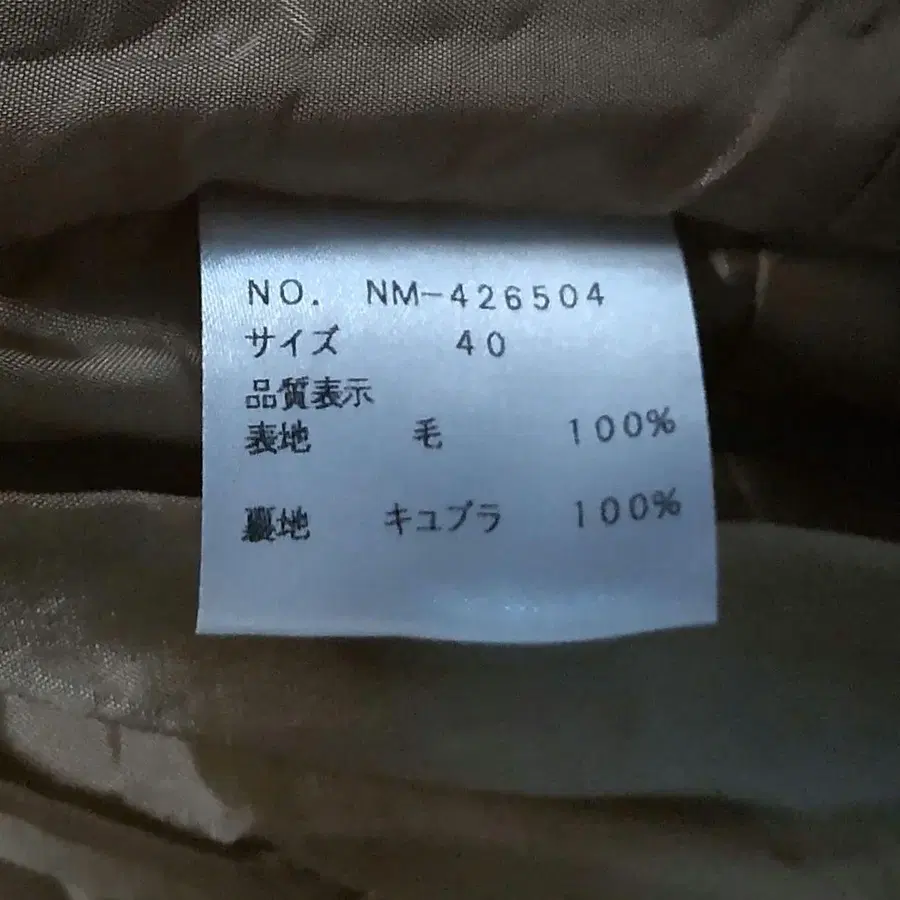 NO. NM-426504
サイズ 40
品質表示
表地 毛 100%
裏地 キュプラ 100%